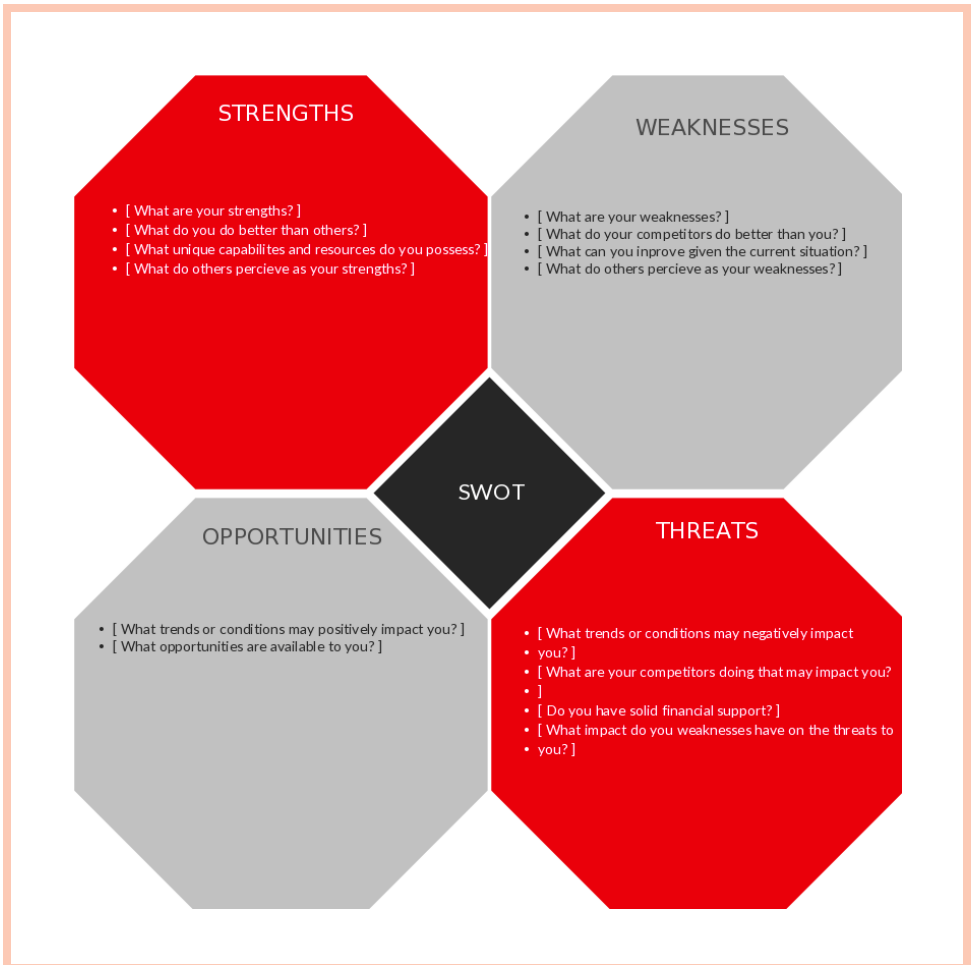 STRENGTHS
• [ What are your strengths? ]
• [ What do you do better than others? ]
• [ What unique capabilites and resources do you possess? ]
• [ What do others percieve as your strengths? ]
WEAKNESSES
• [ What are your weaknesses? ]
• [ What do your competitors do better than you? ]
• [ What can you inprove given the current situation? ]
• [ What do others percieve as your weaknesses? ]
SWOT
OPPORTUNITIES
• [ What trends or conditions may positively impact you? ]
• [ What opportunities are available to you? ]
THREATS
• [ What trends or conditions may negatively impact
• you? ]
• [ What are your competitors doing that may impact you?
• ]
• [ Do you have solid financial support? ]
• [ What impact do you weaknesses have on the threats to
• you? ]